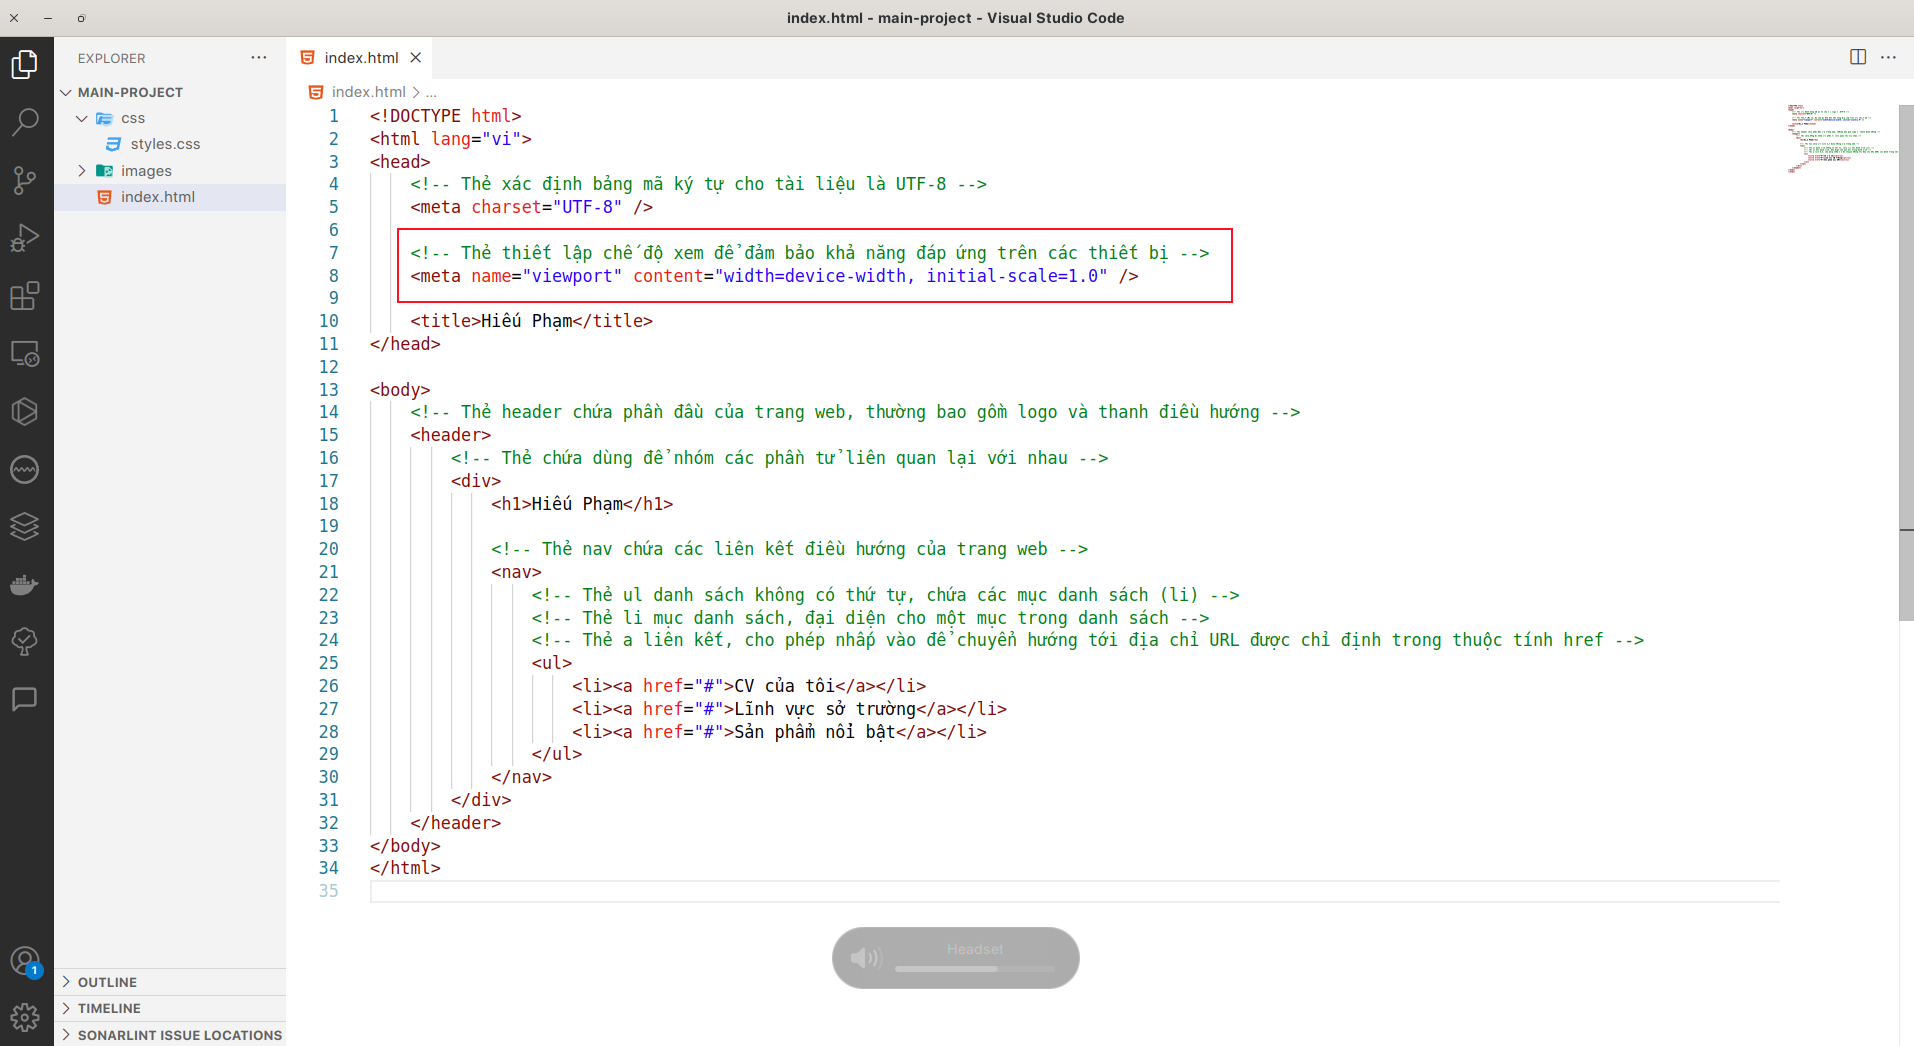 index.html - main-project - Visual Studio Code
EXPLORER
MAIN-PROJECT
css
styles.css
images
index.html
OUTLINE
TIMELINE
SONARLINT ISSUE LOCATIONS
1
index.html
index.html > ...
1 <!DOCTYPE html>
2 <html lang="vi">
3 <head>
4 <!-- Thẻ xác định bảng mã ký tự cho tài liệu là UTF-8 -->
5 <meta charset="UTF-8" />
6
7 <!-- Thẻ thiết lập chế độ xem để đảm bảo khả năng đáp ứng trên các thiết bị -->
8 <meta name="viewport" content="width=device-width, initial-scale=1.0" />
9
10 <title>Hiếu Phạm</title>
11 </head>
12
13 <body>
14 <!-- Thẻ header chứa phần đầu của trang web, thường bao gồm logo và thanh điều hướng -->
15 <header>
16 <!-- Thẻ chứa dùng để nhóm các phần tử liên quan lại với nhau -->
17 <div>
18 <h1>Hiếu Phạm</h1>
19
20 <!-- Thẻ nav chứa các liên kết điều hướng của trang web -->
21 <nav>
22 <!-- Thẻ ul danh sách không có thứ tự, chứa các mục danh sách (li) -->
23 <!-- Thẻ li mục danh sách, đại diện cho một mục trong danh sách -->
24 <!-- Thẻ a liên kết, cho phép nhấp vào để chuyển hướng tới địa chỉ URL được chỉ định trong thuộc tính href -->
25 <ul>
26 <li><a href="#">CV của tôi</a></li>
27 <li><a href="#">Lĩnh vực sở trường</a></li>
28 <li><a href="#">Sản phẩm nổi bật</a></li>
29 </ul>
30 </nav>
31 </div>
32 </header>
33 </body>
34 </html>
35
Headset